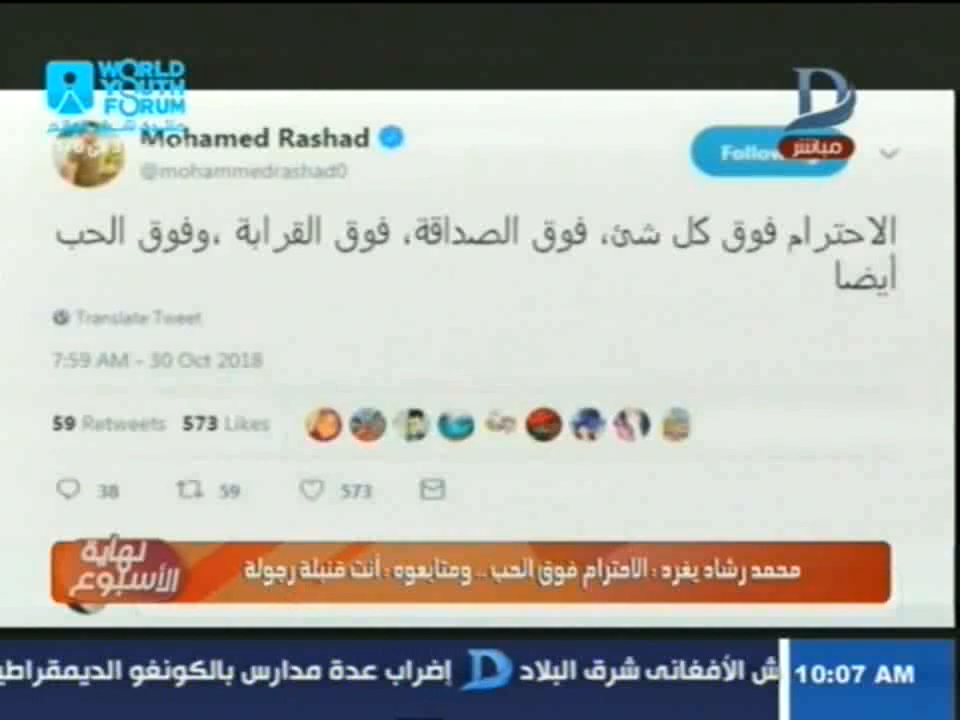 WORLD
YOUTH
FORUM
مباشر
Mohamed Rashad
@mohammedrashad0
الاحترام فوق كل شئ، فوق الصداقة، فوق القرابة ،وفوق الحب
أيضا
Translate Tweet
7:59 AM - 30 Oct 2018
59 Retweets 573 Likes
38 59 573
نهاية
الأسبوع
محمد رشاد يغرد : الاحترام فوق الحب .. ومتابعوه : أنت قنبلة رجولة
الأفغانى شرق البلاد
إضراب عدة مدارس بالكونغو
10:07 AM